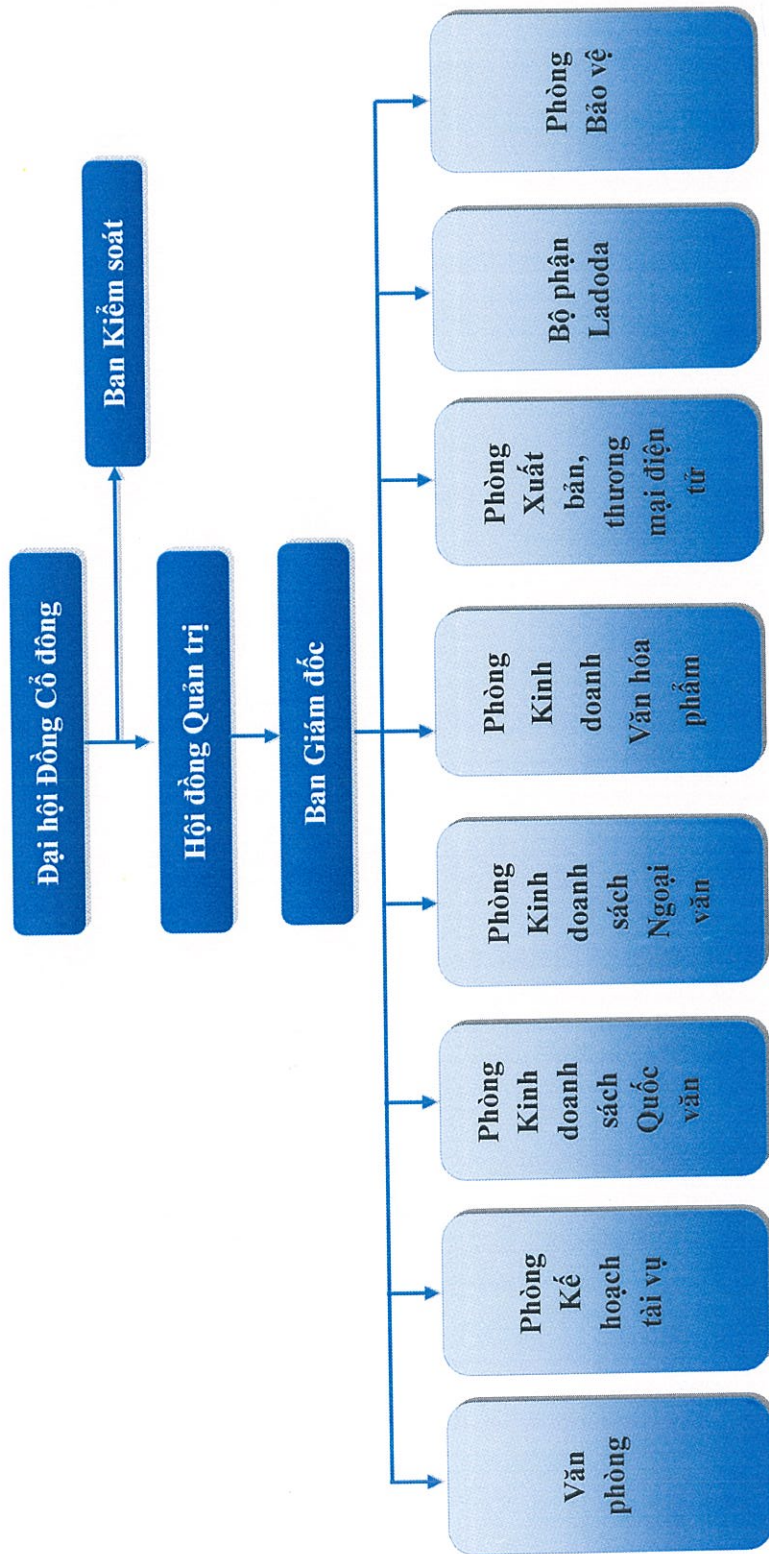 Đại hội Đồng Cổ đông
Ban Kiểm soát
Hội đồng Quản trị
Ban Giám đốc
Văn
phòng
Phòng
Kế
hoạch
tài vụ
Phòng
Kinh
doanh
sách
Quốc
văn
Phòng
Kinh
doanh
sách
Ngoại
văn
Phòng
Kinh
doanh
Văn hóa
phẩm
Phòng
Xuất
bản,
thương
mại điện
tử
Bộ phận
Ladoda
Phòng
Bảo vệ